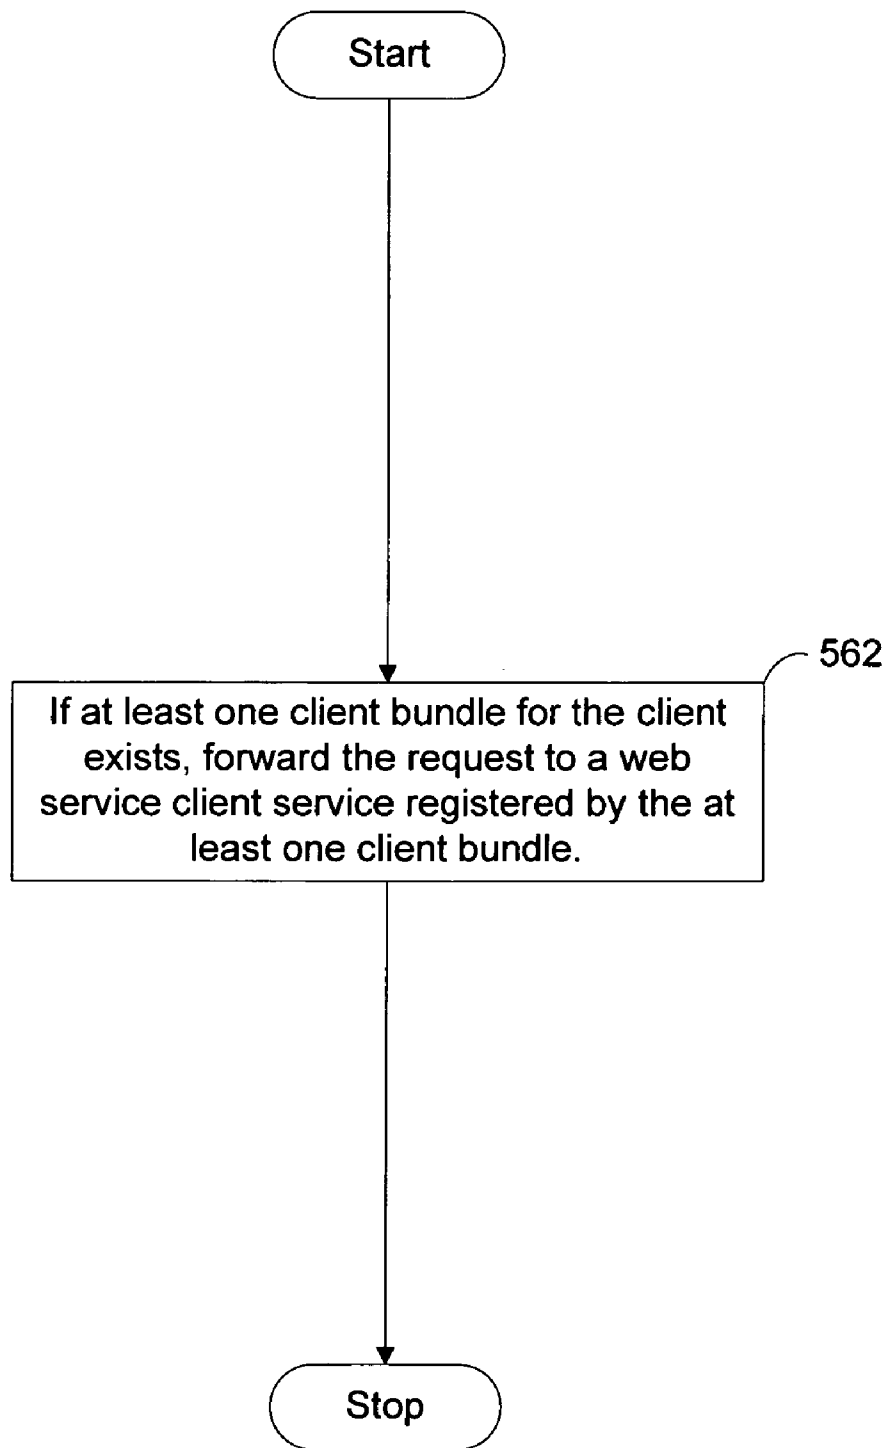 Start
562
If at least one client bundle for the client
exists, forward the request to a web
service client service registered by the at
least one client bundle.
Stop